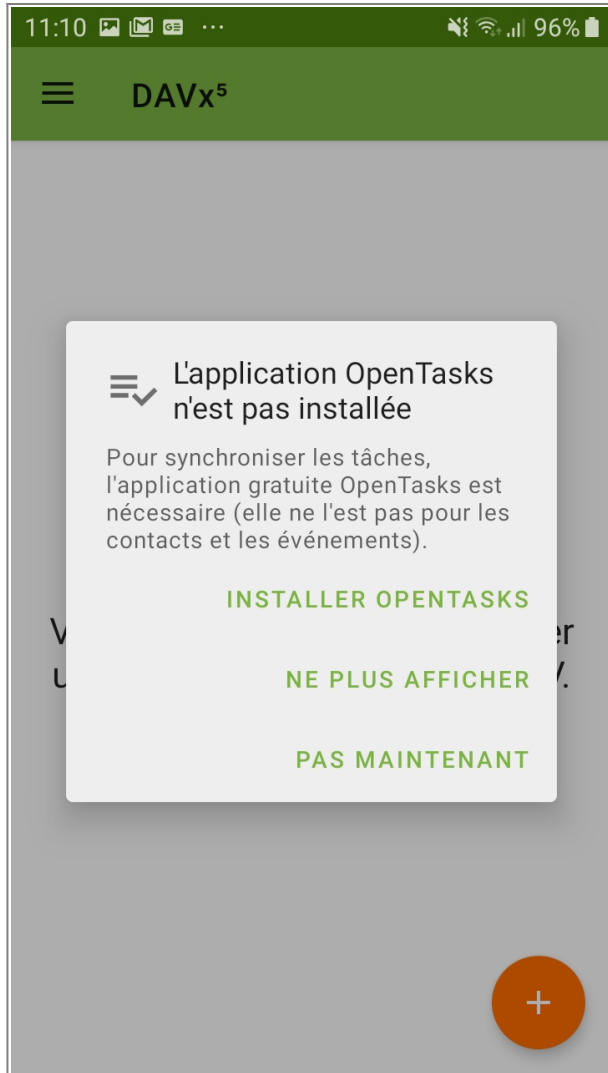 11:10 GE ... 96%
DAVx⁵
L'application OpenTasks
n'est pas installée
Pour synchroniser les tâches,
l'application gratuite OpenTasks est
nécessaire (elle ne l'est pas pour les
contacts et les événements).
INSTALLER OPENTASKS
NE PLUS AFFICHER
PAS MAINTENANT